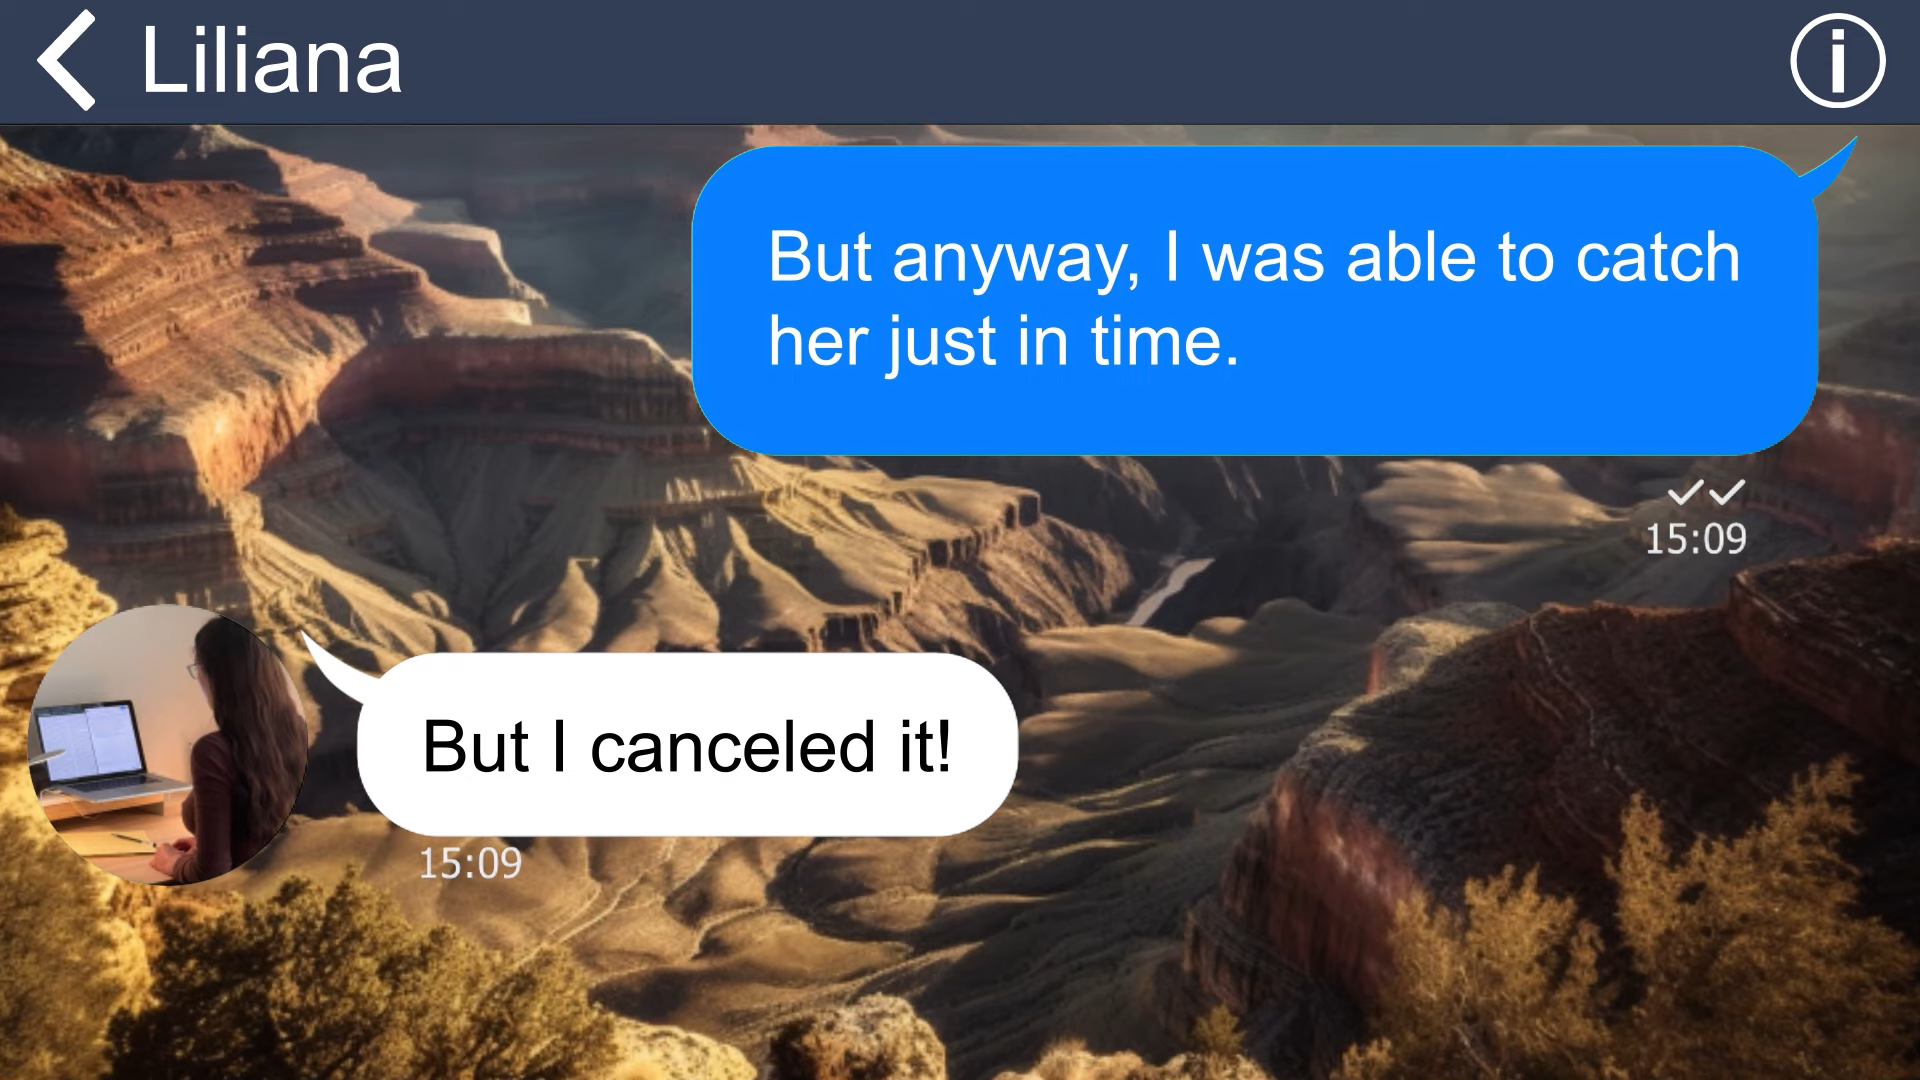 Liliana
But anyway, I was able to catch
her just in time.
15:09
But I canceled it!
15:09